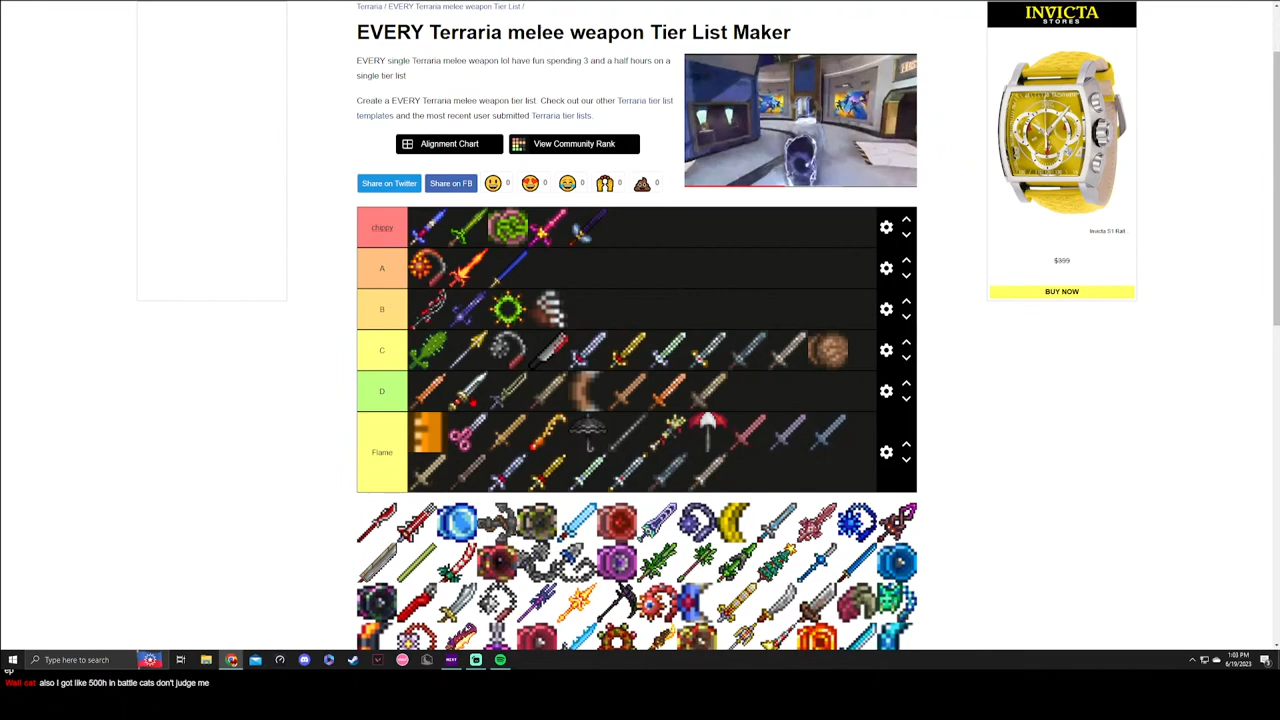 Terraria / EVERY Terraria melee weapon Tier List /
EVERY Terraria melee weapon Tier List Maker
EVERY single Terraria melee weapon lol have fun spending 3 and a half hours on a
single tier list
Create a EVERY Terraria melee weapon tier list. Check out our other Terraria tier list
templates and the most recent user submitted Terraria tier lists.
Alignment Chart
View Community Rank
Share on Twitter
Share on FB
0
0
0
0
0
chippy
A
B
C
D
Flame
INVICTA
STORES
Invicta S1 Rall...
$399
BUY NOW
Type here to search
NEXT
1:03 PM
6/19/2023
ep
Wall cat also I got like 500h in battle cats don't judge me